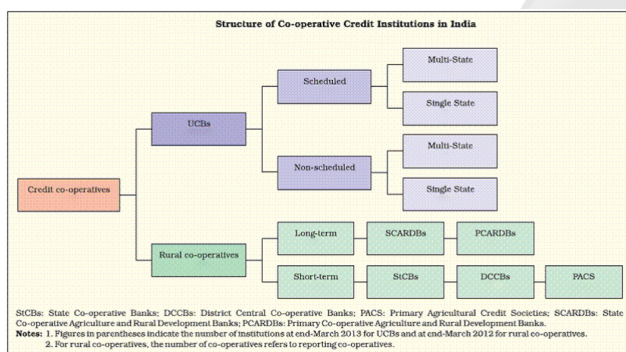 Structure of Co-operative Credit Institutions in India
Multi-State
Scheduled
Single State
UCBs
Multi-State
Non-scheduled
Single State
Credit co-operatives
Long-term
SCARDBs
PCARDBs
Rural co-operatives
Short-term
StCBs
DCCBs
PACS
StCBs: State Co-operative Banks; DCCBs: District Central Co-operative Banks; PACS: Primary Agricultural Credit Societies; SCARDBs: State
Co-operative Agriculture and Rural Development Banks; PCARDBs: Primary Co-operative Agriculture and Rural Development Banks.
Notes: 1. Figures in parentheses indicate the number of institutions at end-March 2013 for UCBs and at end-March 2012 for rural co-operatives.
2. For rural co-operatives, the number of co-operatives refers to reporting co-operatives.